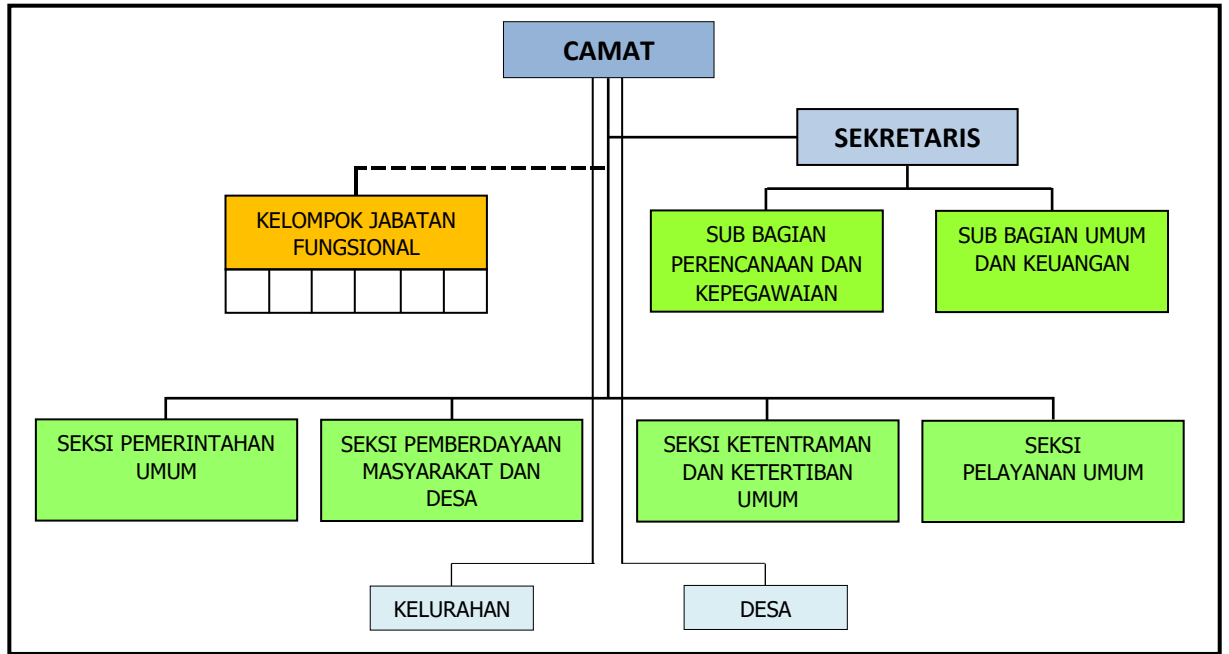 CAMAT
SEKRETARIS
KELOMPOK JABATAN
FUNGSIONAL
SUB BAGIAN
PERENCANAAN DAN
KEPEGAWAIAN
SUB BAGIAN UMUM
DAN KEUANGAN
SEKSI PEMERINTAHAN
UMUM
SEKSI PEMBERDAYAAN
MASYARAKAT DAN
DESA
SEKSI KETENTRAMAN
DAN KETERTIBAN
UMUM
SEKSI
PELAYANAN UMUM
KELURAHAN
DESA